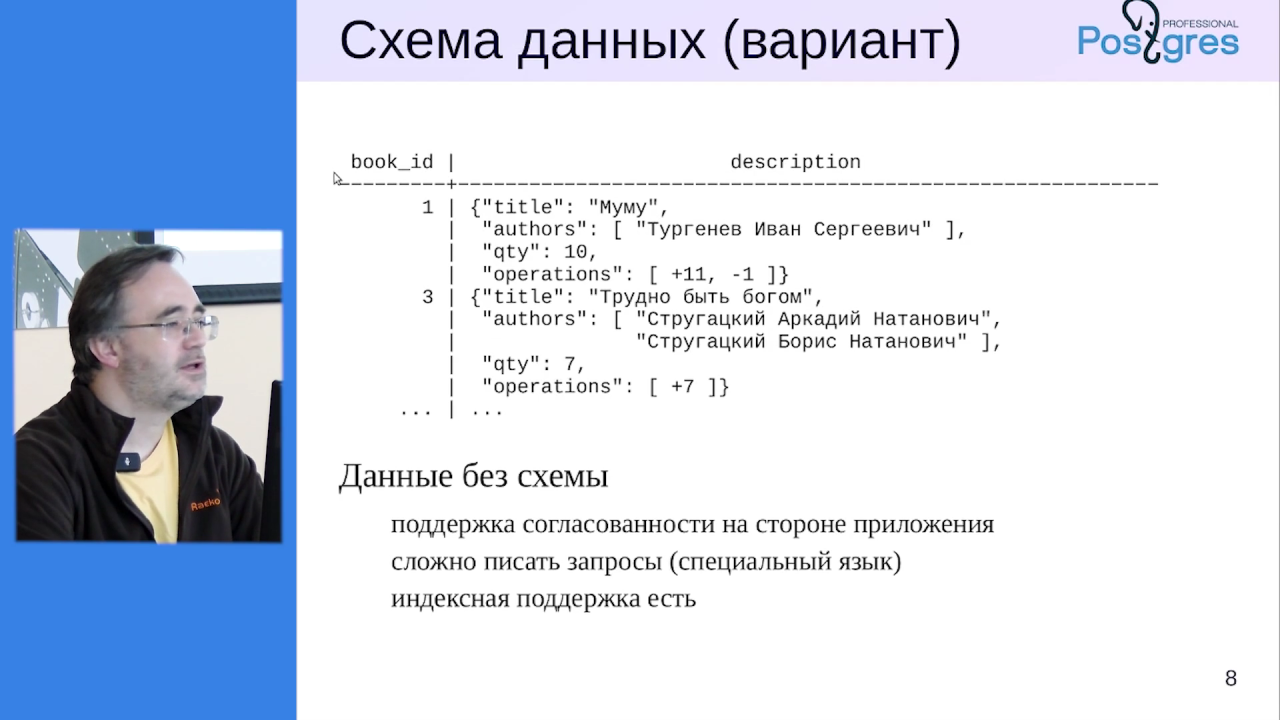 Схема данных (вариант)
PROFESSIONAL
Postgres
book_id | description
---------+-----------------------------------------------------------
1 | {"title": "Муму",
| "authors": [ "Тургенев Иван Сергеевич" ],
| "qty": 10,
| "operations": [ +11, -1 ]}
3 | {"title": "Трудно быть богом",
| "authors": [ "Стругацкий Аркадий Натанович",
| "Стругацкий Борис Натанович" ],
| "qty": 7,
| "operations": [ +7 ]}
... | ...
Данные без схемы
поддержка согласованности на стороне приложения
сложно писать запросы (специальный язык)
индексная поддержка есть
8